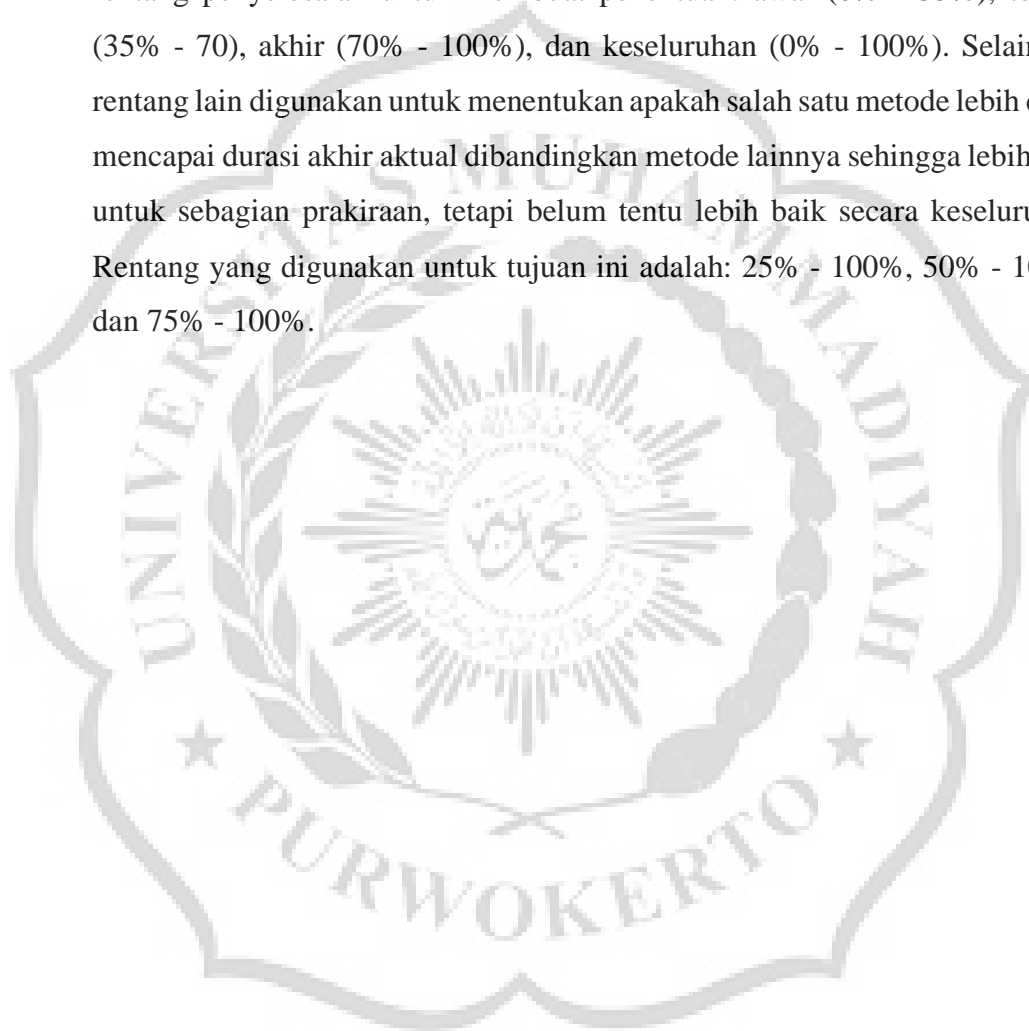 (35% - 70), akhir (70% - 100%), dan keseluruhan (0% - 100%). Selain
rentang lain digunakan untuk menentukan apakah salah satu metode lebih
mencapai durasi akhir aktual dibandingkan metode lainnya sehingga lebih
untuk sebagian prakiraan, tetapi belum tentu lebih baik secara
Rentang yang digunakan untuk tujuan ini adalah: 25% - 100%, 50% -
dan 75% - 100%.
UNIVERSITAS MUHAMMADIYAH
PURWOKERTO